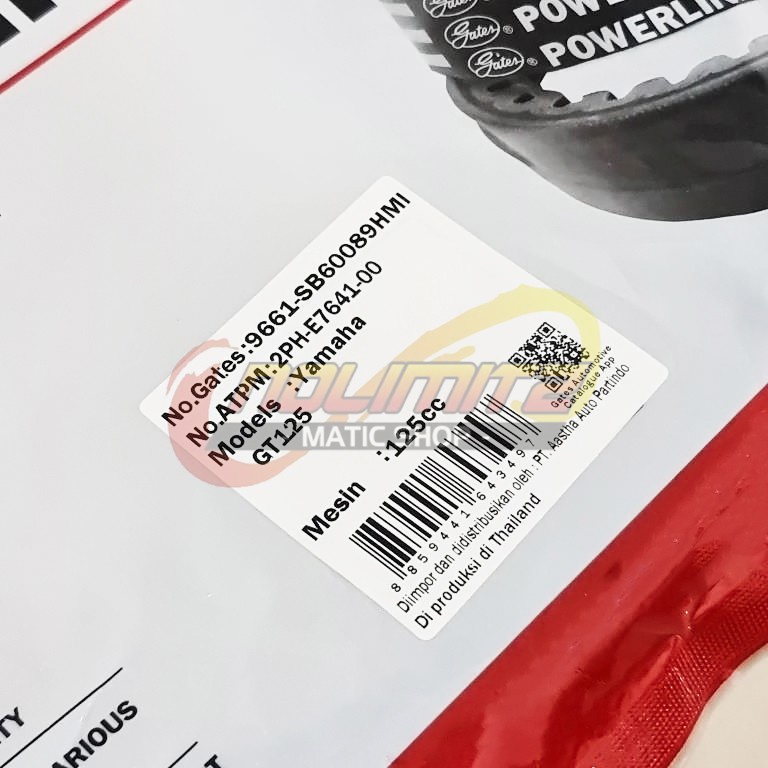 Gates ® POWERLIN
Gates ® POWERLIN
No.Gates:9661-SB60089HMI
No.ATPM:2PH-E7641-00
Models :Yamaha
GT125
Mesin :125cc
NOLIMITZ
MATIC SHOP
Gates Automotive
Catalogue App
8 859441 643497
Diimpor dan didistribusikan oleh : PT. Aastha Auto Partindo
Di produksi di Thailand
TY
ARIOUS
T